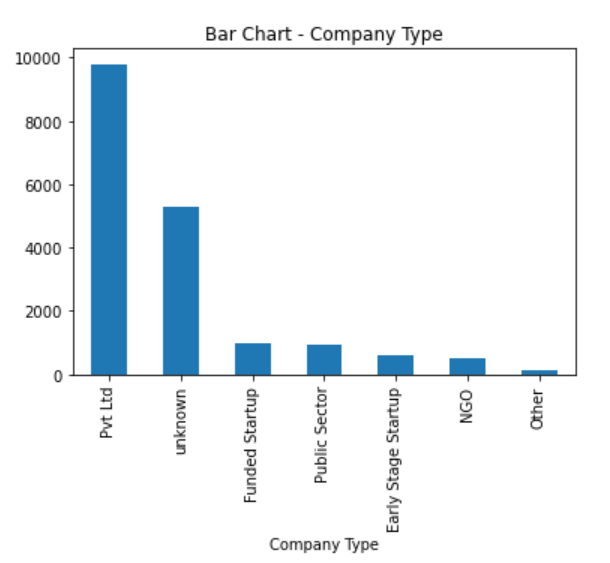 Bar Chart - Company Type
10000
8000
6000
4000
2000
0
Pvt Ltd
unknown
Funded Startup
Public Sector
Early Stage Startup
NGO
Other
Company Type